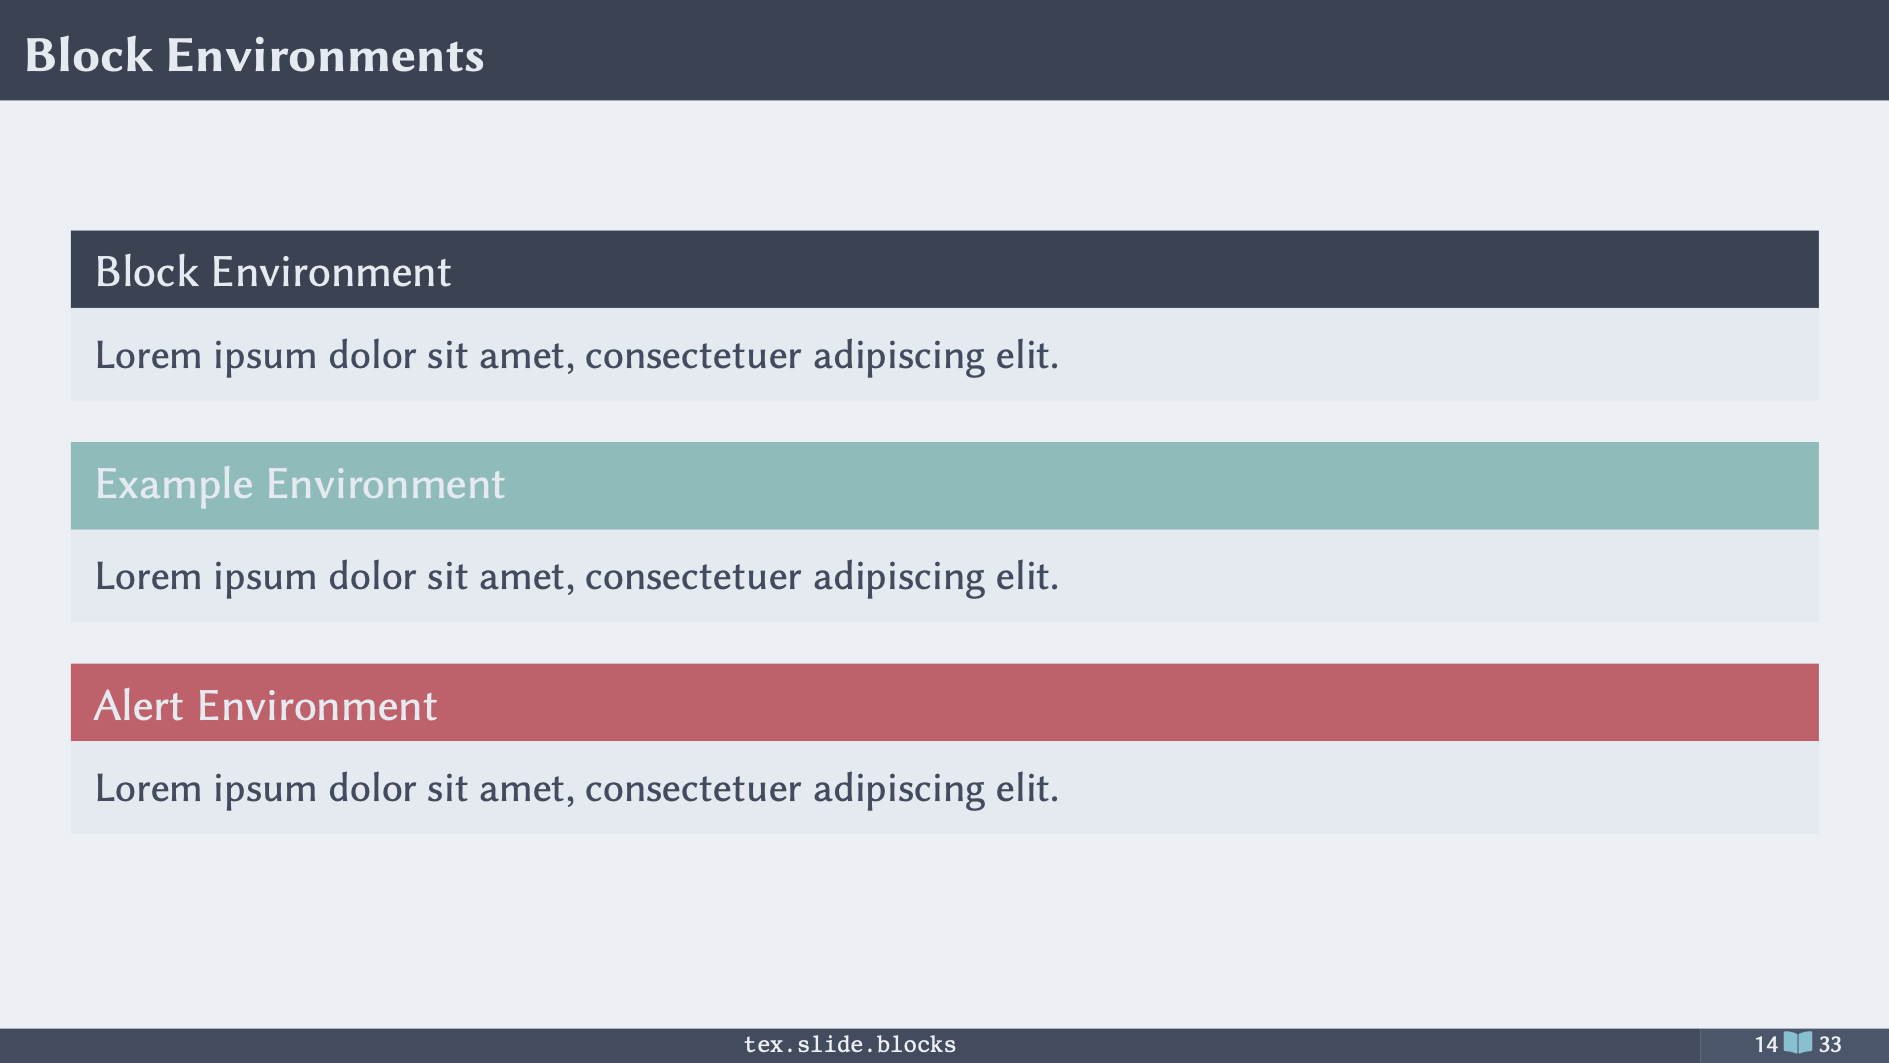 Block Environments
Block Environment
Lorem ipsum dolor sit amet, consectetuer adipiscing elit.
Example Environment
Lorem ipsum dolor sit amet, consectetuer adipiscing elit.
Alert Environment
Lorem ipsum dolor sit amet, consectetuer adipiscing elit.
tex.slide.blocks
14 33